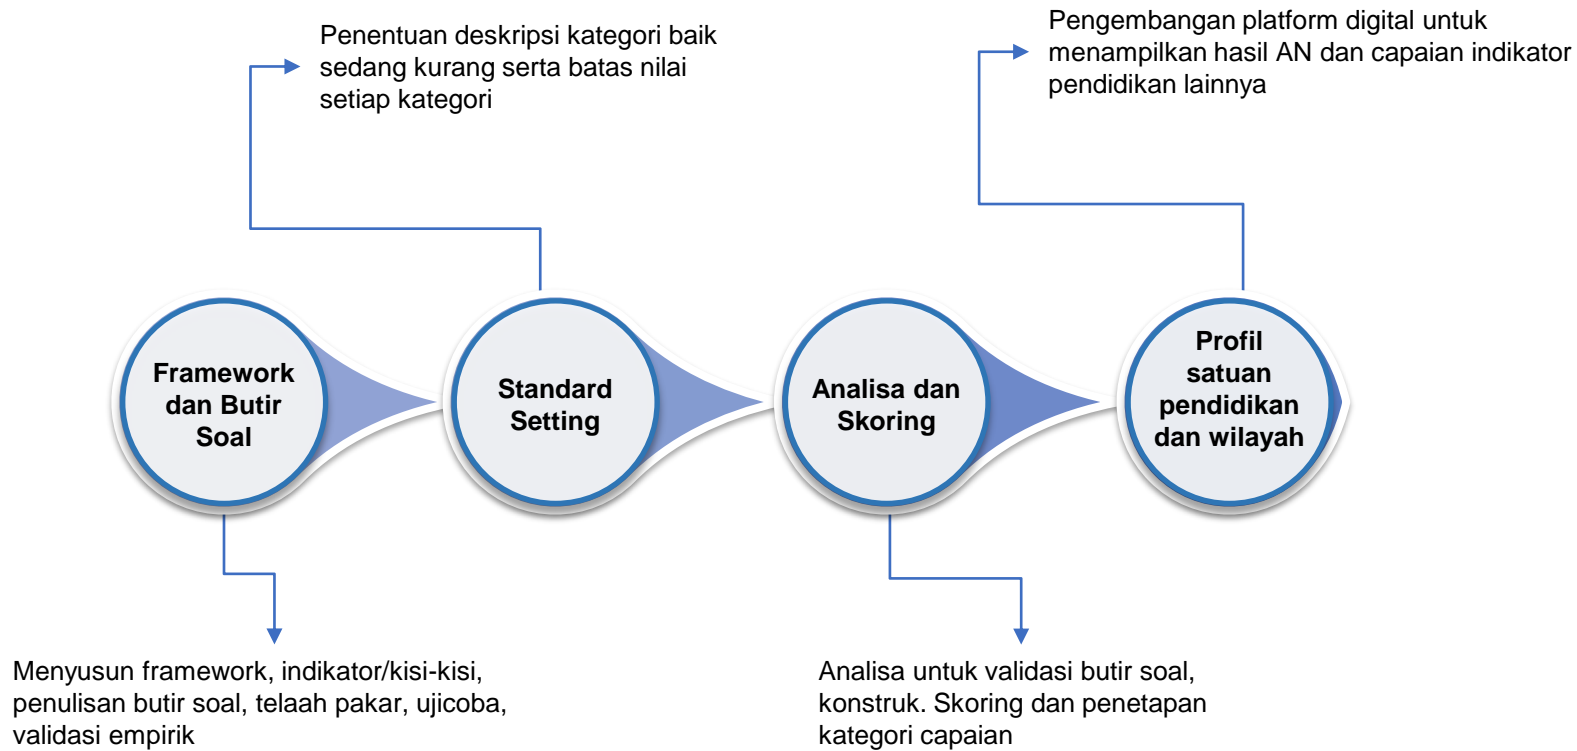 Penentuan deskripsi kategori baik
sedang kurang serta batas nilai
setiap kategori
Pengembangan platform digital untuk
menampilkan hasil AN dan capaian indikator
pendidikan lainnya
Framework
dan Butir
Soal
Standard
Setting
Analisa dan
Skoring
Profil
satuan
pendidikan
dan wilayah
Menyusun framework, indikator/kisi-kisi,
penulisan butir soal, telaah pakar, ujicoba,
validasi empirik
Analisa untuk validasi butir soal,
konstruk. Skoring dan penetapan
kategori capaian